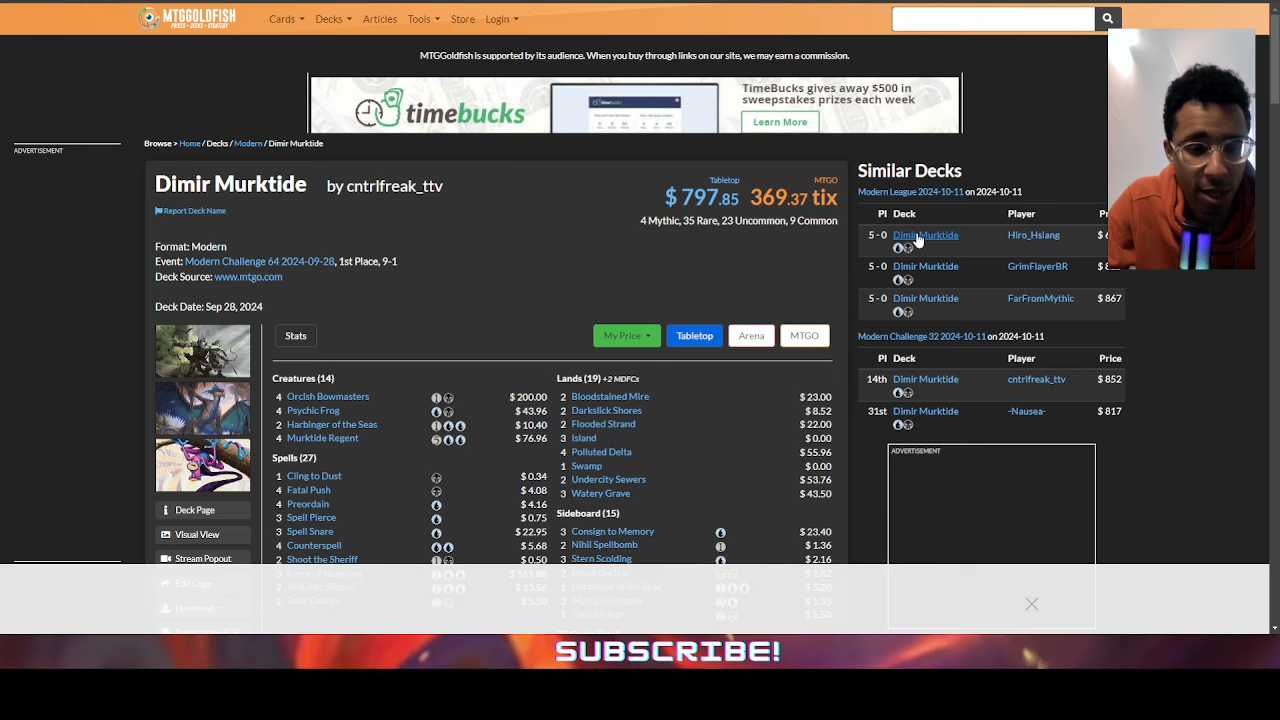 MTGGOLDFISH
PRICES • DECKS • STRATEGY
Cards
Decks
Articles
Tools
Store
Login
MTGGoldfish is supported by its audience. When you buy through links on our site, we may earn a commission.
timebucks
TimeBucks gives away $500 in
sweepstakes prizes each week
Learn More
ADVERTISEMENT
Browse > Home / Decks / Modern / Dimir Murktide
Dimir Murktide by cntrlfreak_ttv
Tabletop MTGO
$ 797.85 369.37 tix
Report Deck Name
4 Mythic, 35 Rare, 23 Uncommon, 9 Common
Format: Modern
Event: Modern Challenge 64 2024-09-28, 1st Place, 9-1
Deck Source: www.mtgo.com
Deck Date: Sep 28, 2024
Stats
My Price
Tabletop
Arena
MTGO
Creatures (14)
4 Orcish Bowmasters $ 200.00
4 Psychic Frog $ 43.96
2 Harbinger of the Seas $ 10.40
4 Murktide Regent $ 76.96
Spells (27)
1 Cling to Dust $ 0.34
4 Fatal Push $ 4.08
4 Preordain $ 4.16
3 Spell Pierce $ 0.75
3 Spell Snare $ 22.95
4 Counterspell $ 5.68
2 Shoot the Sheriff $ 0.50
Lands (19) +2 MDFCs
2 Bloodstained Mire $ 23.00
2 Darkslick Shores $ 8.52
2 Flooded Strand $ 22.00
3 Island $ 0.00
4 Polluted Delta $ 55.96
1 Swamp $ 0.00
2 Undercity Sewers $ 53.76
2 Watery Grave $ 43.50
Sideboard (15)
3 Consign to Memory $ 23.40
2 Nihil Spellbomb $ 1.36
3 Stern Scolding $ 2.16
Deck Page
Visual View
Stream Popout
Edit Copy
Download
Similar Decks
Modern League 2024-10-11 on 2024-10-11
Pl Deck Player
5 - 0 Dimir Murktide Hiro_Hsiang
5 - 0 Dimir Murktide GrimFlayerBR
5 - 0 Dimir Murktide FarFromMythic $ 867
Modern Challenge 32 2024-10-11 on 2024-10-11
Pl Deck Player Price
14th Dimir Murktide cntrlfreak_ttv $ 852
31st Dimir Murktide -Nausea- $ 817
ADVERTISEMENT
SUBSCRIBE!